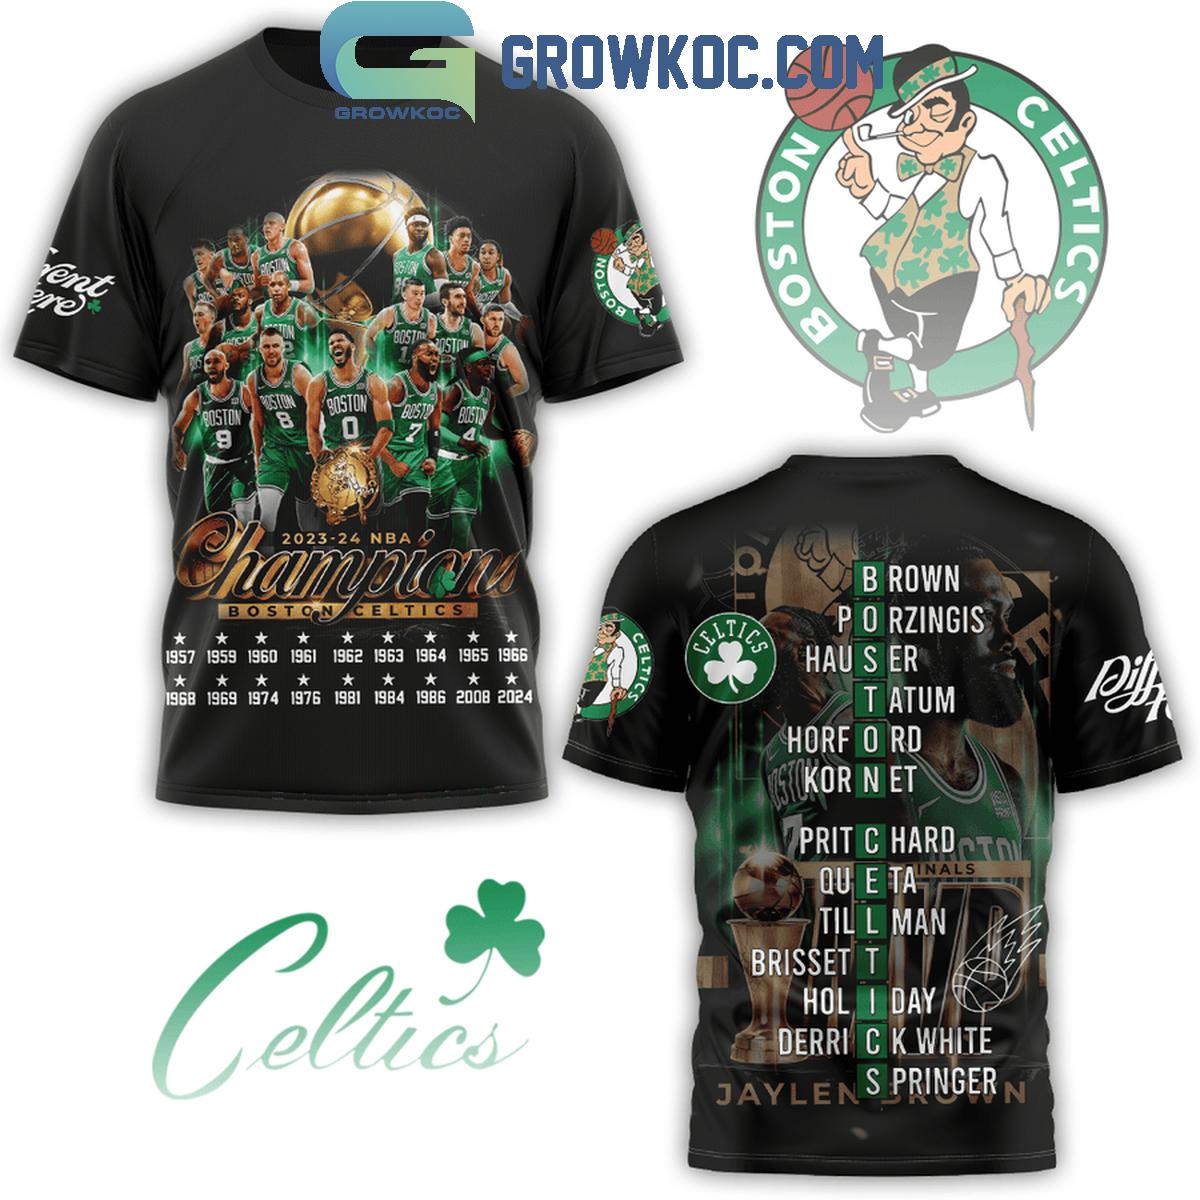 GROWKOC
GROWKOC.COM
BOSTON CELTICS
BOSTON
9
BOSTON
8
BOSTON
0
BOSTON
7
BOSTON
4
2023-24 NBA
Champions
BOSTON CELTICS
1957 1959 1960 1961 1962 1963 1964 1965 1966
1968 1969 1974 1976 1981 1984 1986 2008 2024
Celtics
CELTICS
CELTICS
BROWN
PORZINGIS
HAUSER
TATUM
HORFORD
KORNET
PRITCHARD
QUETA
TILLMAN
BRISSETT
HOLIDAY
DERRICK WHITE
SPRINGER
JAYLEN BROWN